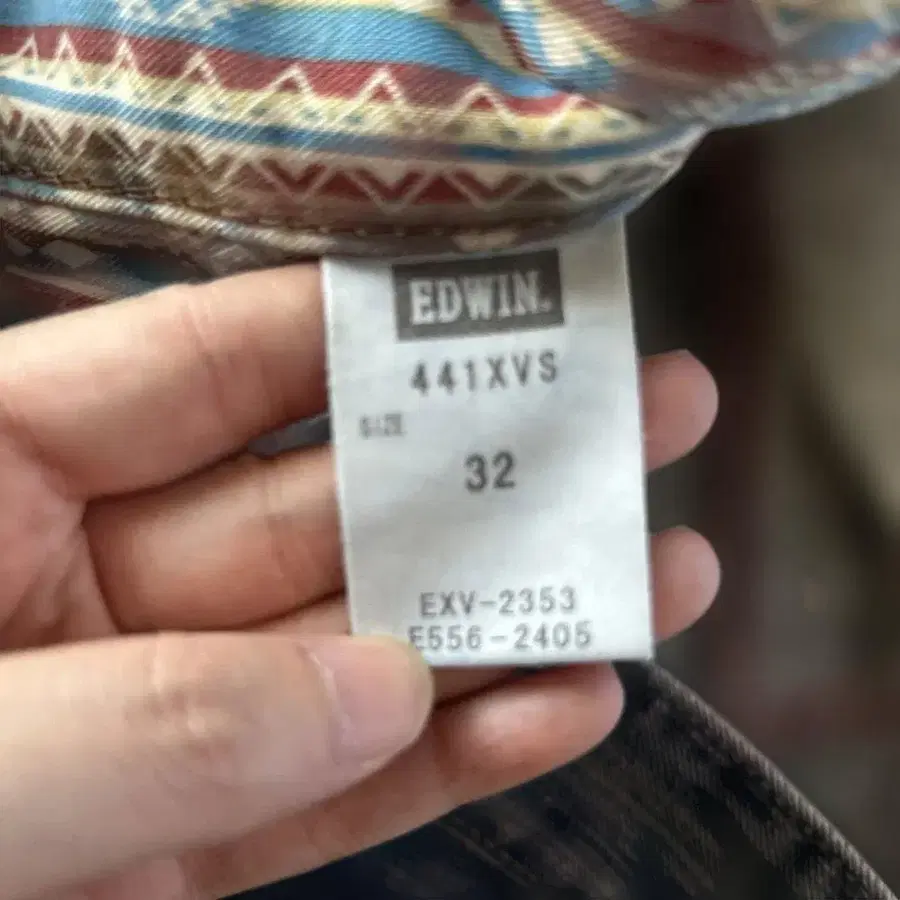 EDWIN.
441XVS
SIZE
32
EXV-2353
E556-2405